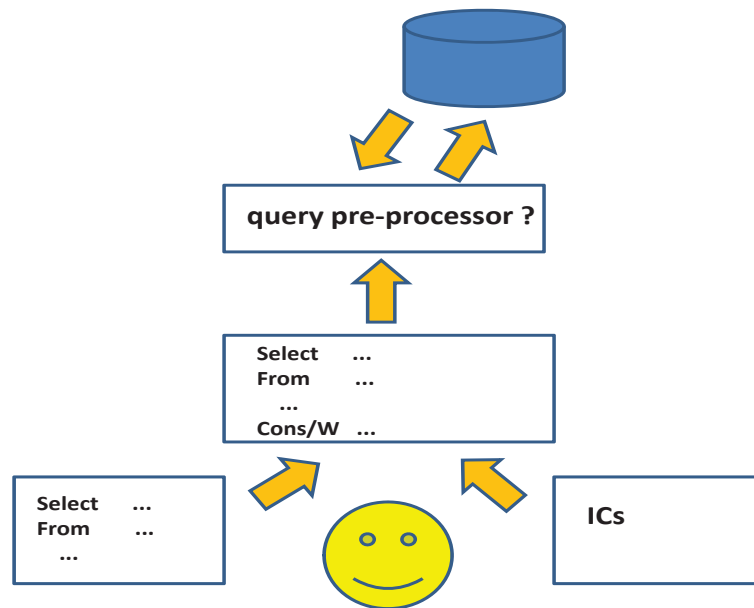 query pre-processor ?
Select ...
From ...
...
Cons/W ...
Select ...
From ...
...
ICs